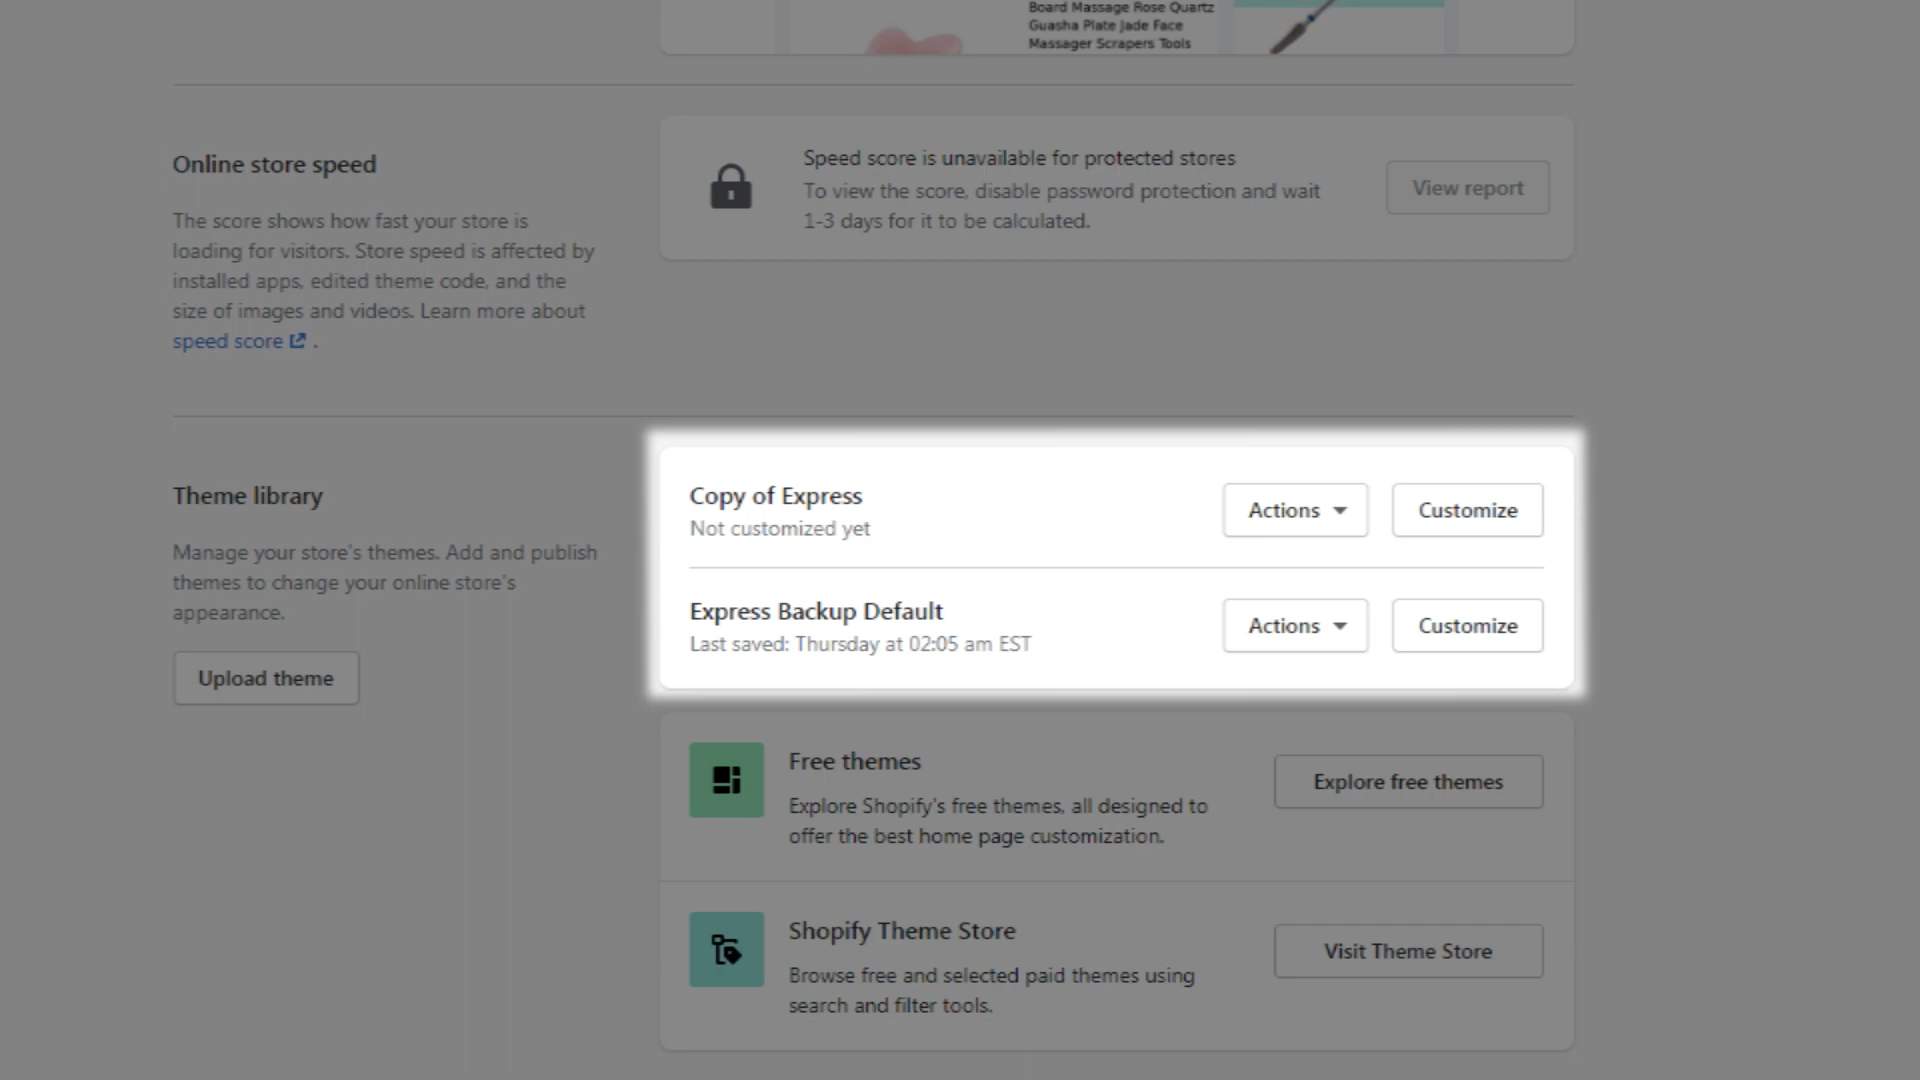 Board Massage Rose Quartz
Guasha Plate Jade Face
Massager Scrapers Tools
Online store speed
The score shows how fast your store is
loading for visitors. Store speed is affected by
installed apps, edited theme code, and the
size of images and videos. Learn more about
speed score .
Speed score is unavailable for protected stores
To view the score, disable password protection and wait
1-3 days for it to be calculated.
View report
Theme library
Manage your store's themes. Add and publish
themes to change your online store's
appearance.
Upload theme
Copy of Express
Not customized yet
Actions
Customize
Express Backup Default
Last saved: Thursday at 02:05 am EST
Actions
Customize
Free themes
Explore Shopify's free themes, all designed to
offer the best home page customization.
Explore free themes
Shopify Theme Store
Browse free and selected paid themes using
search and filter tools.
Visit Theme Store